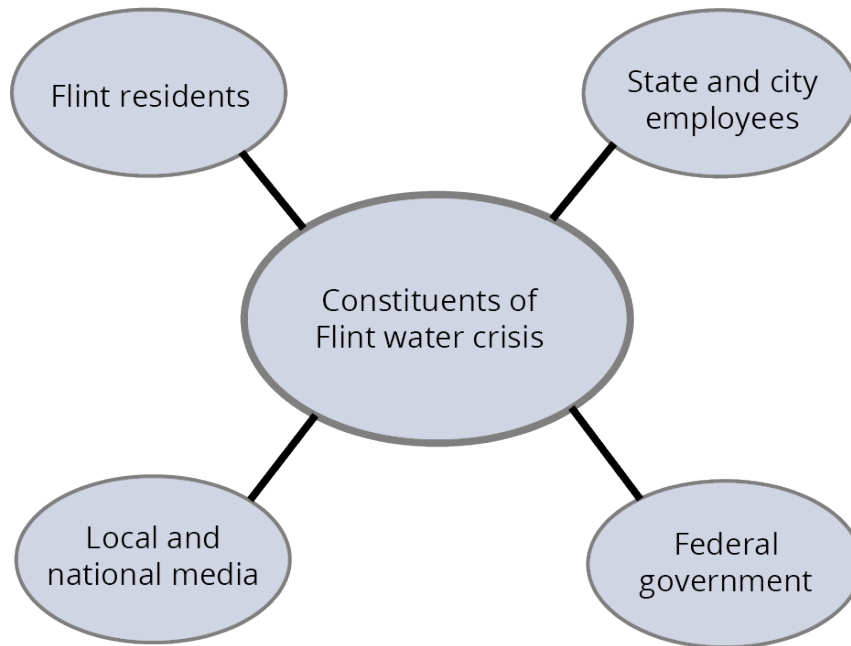 Flint residents
State and city
employees
Constituents of
Flint water crisis
Local and
national media
Federal
government